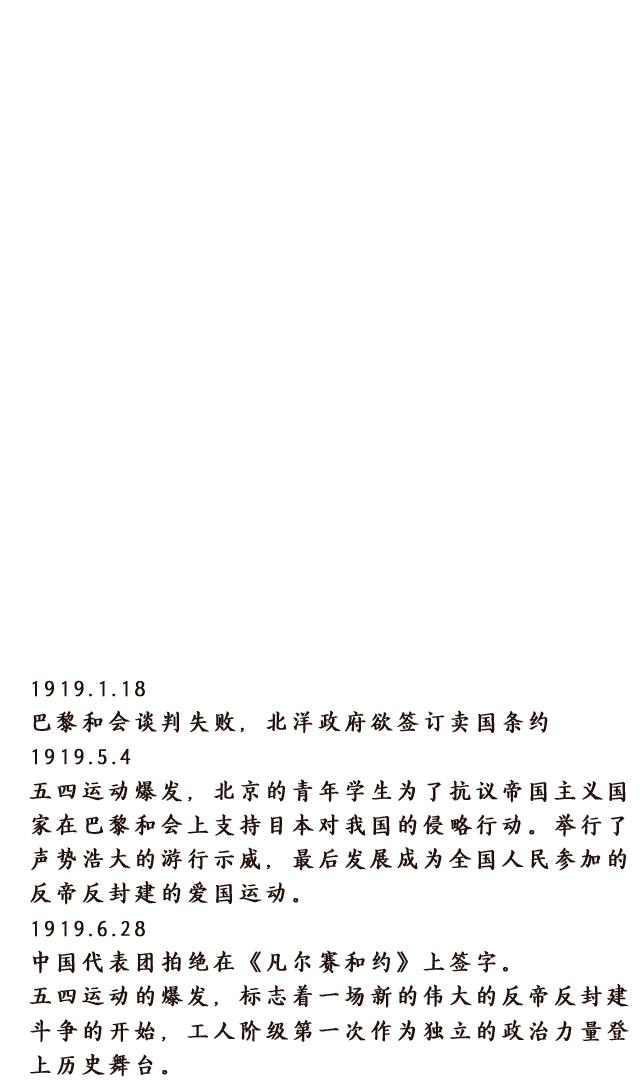 1919.1.18
巴黎和会谈判失败，北洋政府欲签订卖国条约
1919.5.4
五四运动爆发，北京的青年学生为了抗议帝国主义国
家在巴黎和会上支持目本对我国的侵略行动。举行了
声势浩大的游行示威，最后发展成为全国人民参加的
反帝反封建的爱国运动。
1919.6.28
中国代表团拍绝在《凡尔赛和约》上签字。
五四运动的爆发，标志着一场新的伟大的反帝反封建
斗争的开始，工人阶级第一次作为独立的政治力量登
上历史舞台。